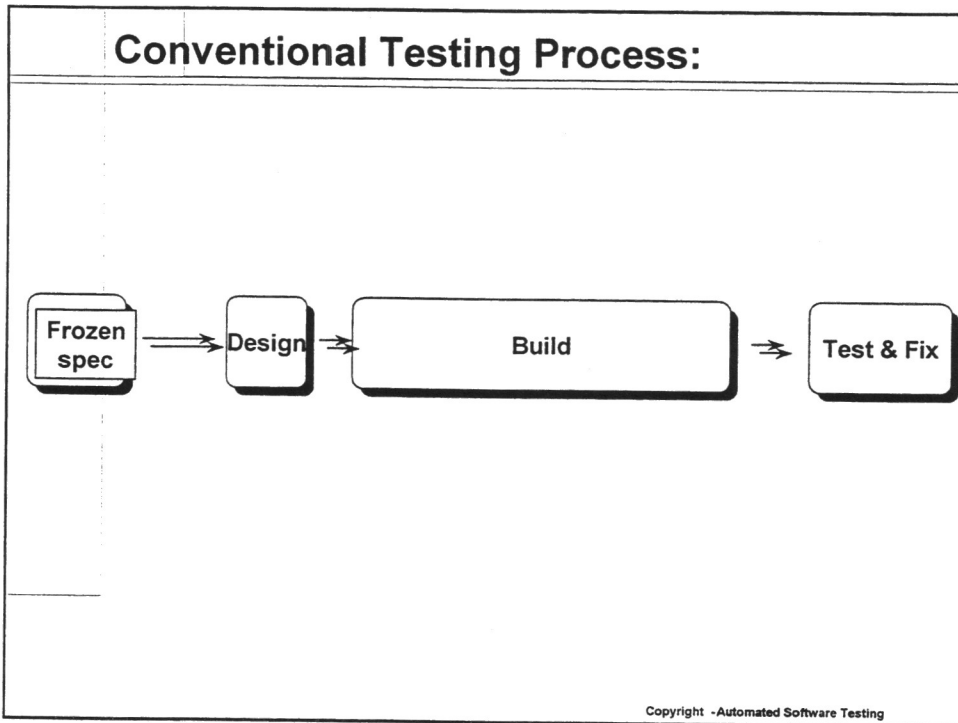 Conventional Testing Process:
Frozen
spec
Design
Build
Test & Fix
Copyright -Automated Software Testing